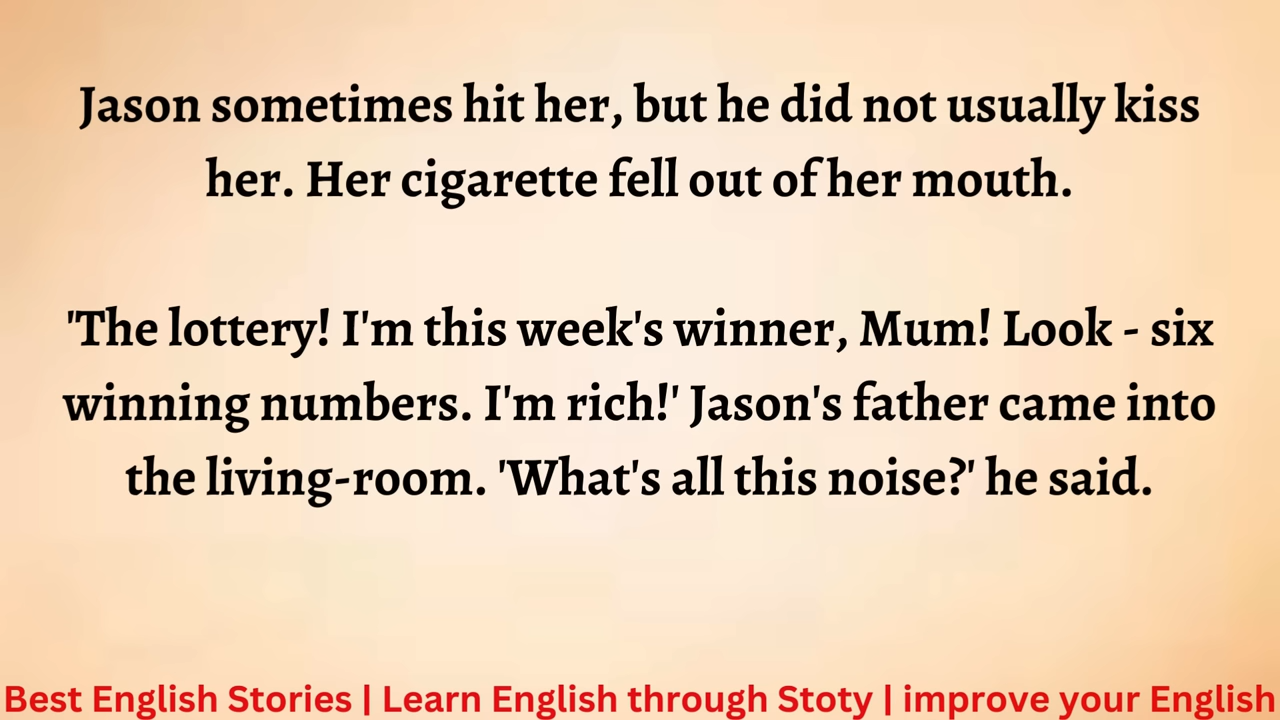 Jason sometimes hit her, but he did not usually kiss
her. Her cigarette fell out of her mouth.
'The lottery! I'm this week's winner, Mum! Look - six
winning numbers. I'm rich!' Jason's father came into
the living-room. 'What's all this noise?' he said.
Best English Stories | Learn English through Stoty | improve your English